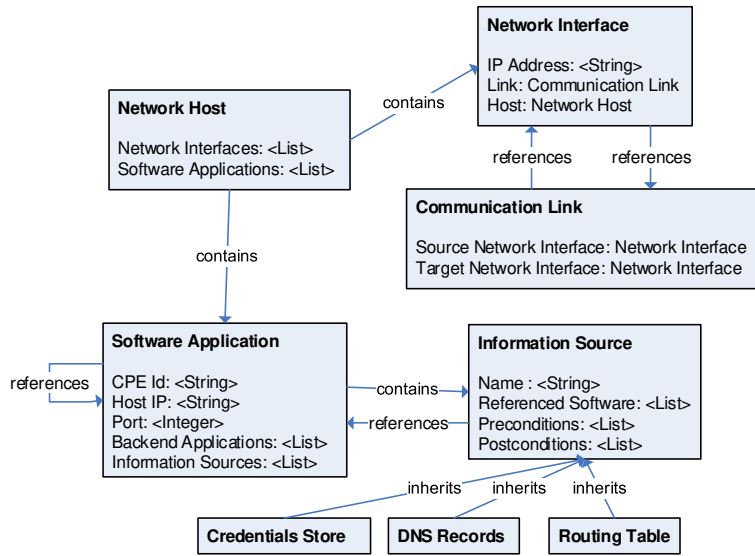 Network Interface
IP Address: <String>
Link: Communication Link
Host: Network Host
contains
Network Host
Network Interfaces: <List>
Software Applications: <List>
references
references
Communication Link
Source Network Interface: Network Interface
Target Network Interface: Network Interface
contains
Software Application
CPE Id: <String>
Host IP: <String>
Port: <Integer>
Backend Applications: <List>
Information Sources: <List>
references
contains
references
Information Source
Name : <String>
Referenced Software: <List>
Preconditions: <List>
Postconditions: <List>
inherits
inherits
inherits
Credentials Store
DNS Records
Routing Table